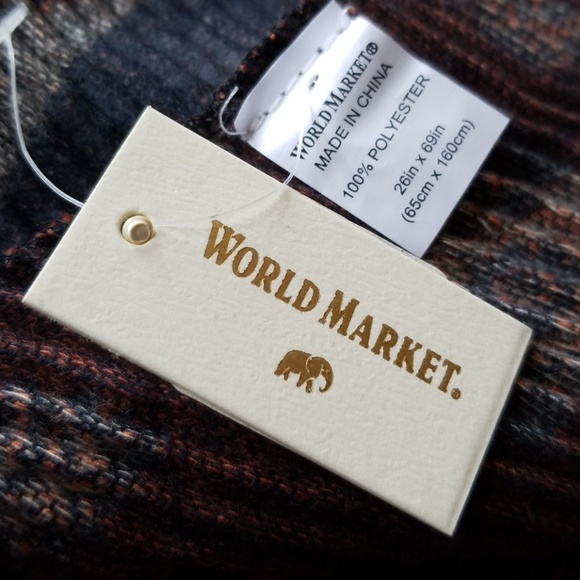 WORLD MARKET®
MADE IN CHINA
100% POLYESTER
26in x 69in
(65cm x 160cm)
WORLD MARKET®